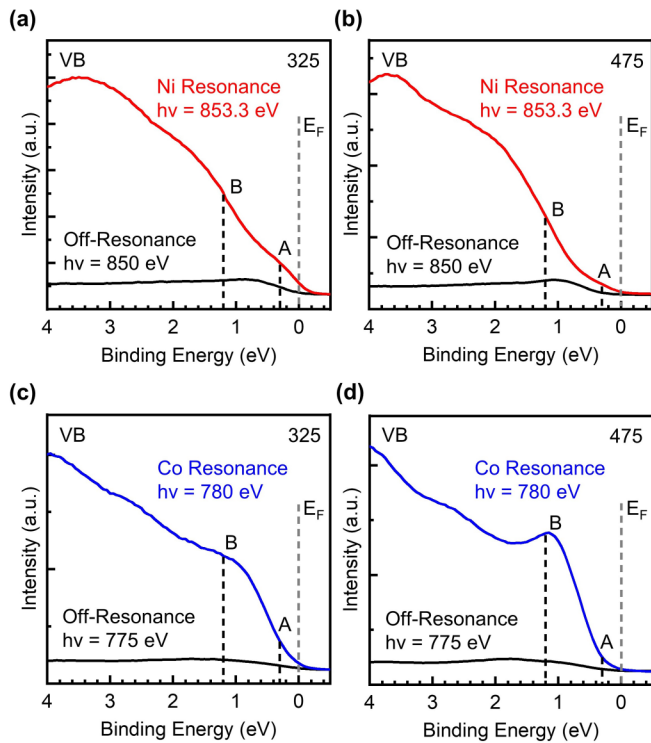 (a)
VB
325
Ni Resonance
hν = 853.3 eV
E_F
B
A
Off-Resonance
hν = 850 eV
Intensity (a.u.)
4 3 2 1 0
Binding Energy (eV)
(b)
VB
475
Ni Resonance
hν = 853.3 eV
E_F
B
A
Off-Resonance
hν = 850 eV
Intensity (a.u.)
4 3 2 1 0
Binding Energy (eV)
(c)
VB
325
Co Resonance
hν = 780 eV
E_F
B
A
Off-Resonance
hν = 775 eV
Intensity (a.u.)
4 3 2 1 0
Binding Energy (eV)
(d)
VB
475
Co Resonance
hν = 780 eV
E_F
B
A
Off-Resonance
hν = 775 eV
Intensity (a.u.)
4 3 2 1 0
Binding Energy (eV)